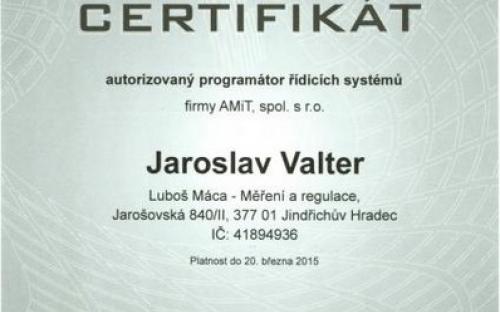 CERTIFIKÁT
autorizovaný programátor řídicích systémů
firmy AMiT, spol. s r.o.
Jaroslav Valter
Luboš Máca - Měření a regulace,
Jarošovská 840/II, 377 01 Jindřichův Hradec
IČ: 41894936
Platnost do 20. března 2015